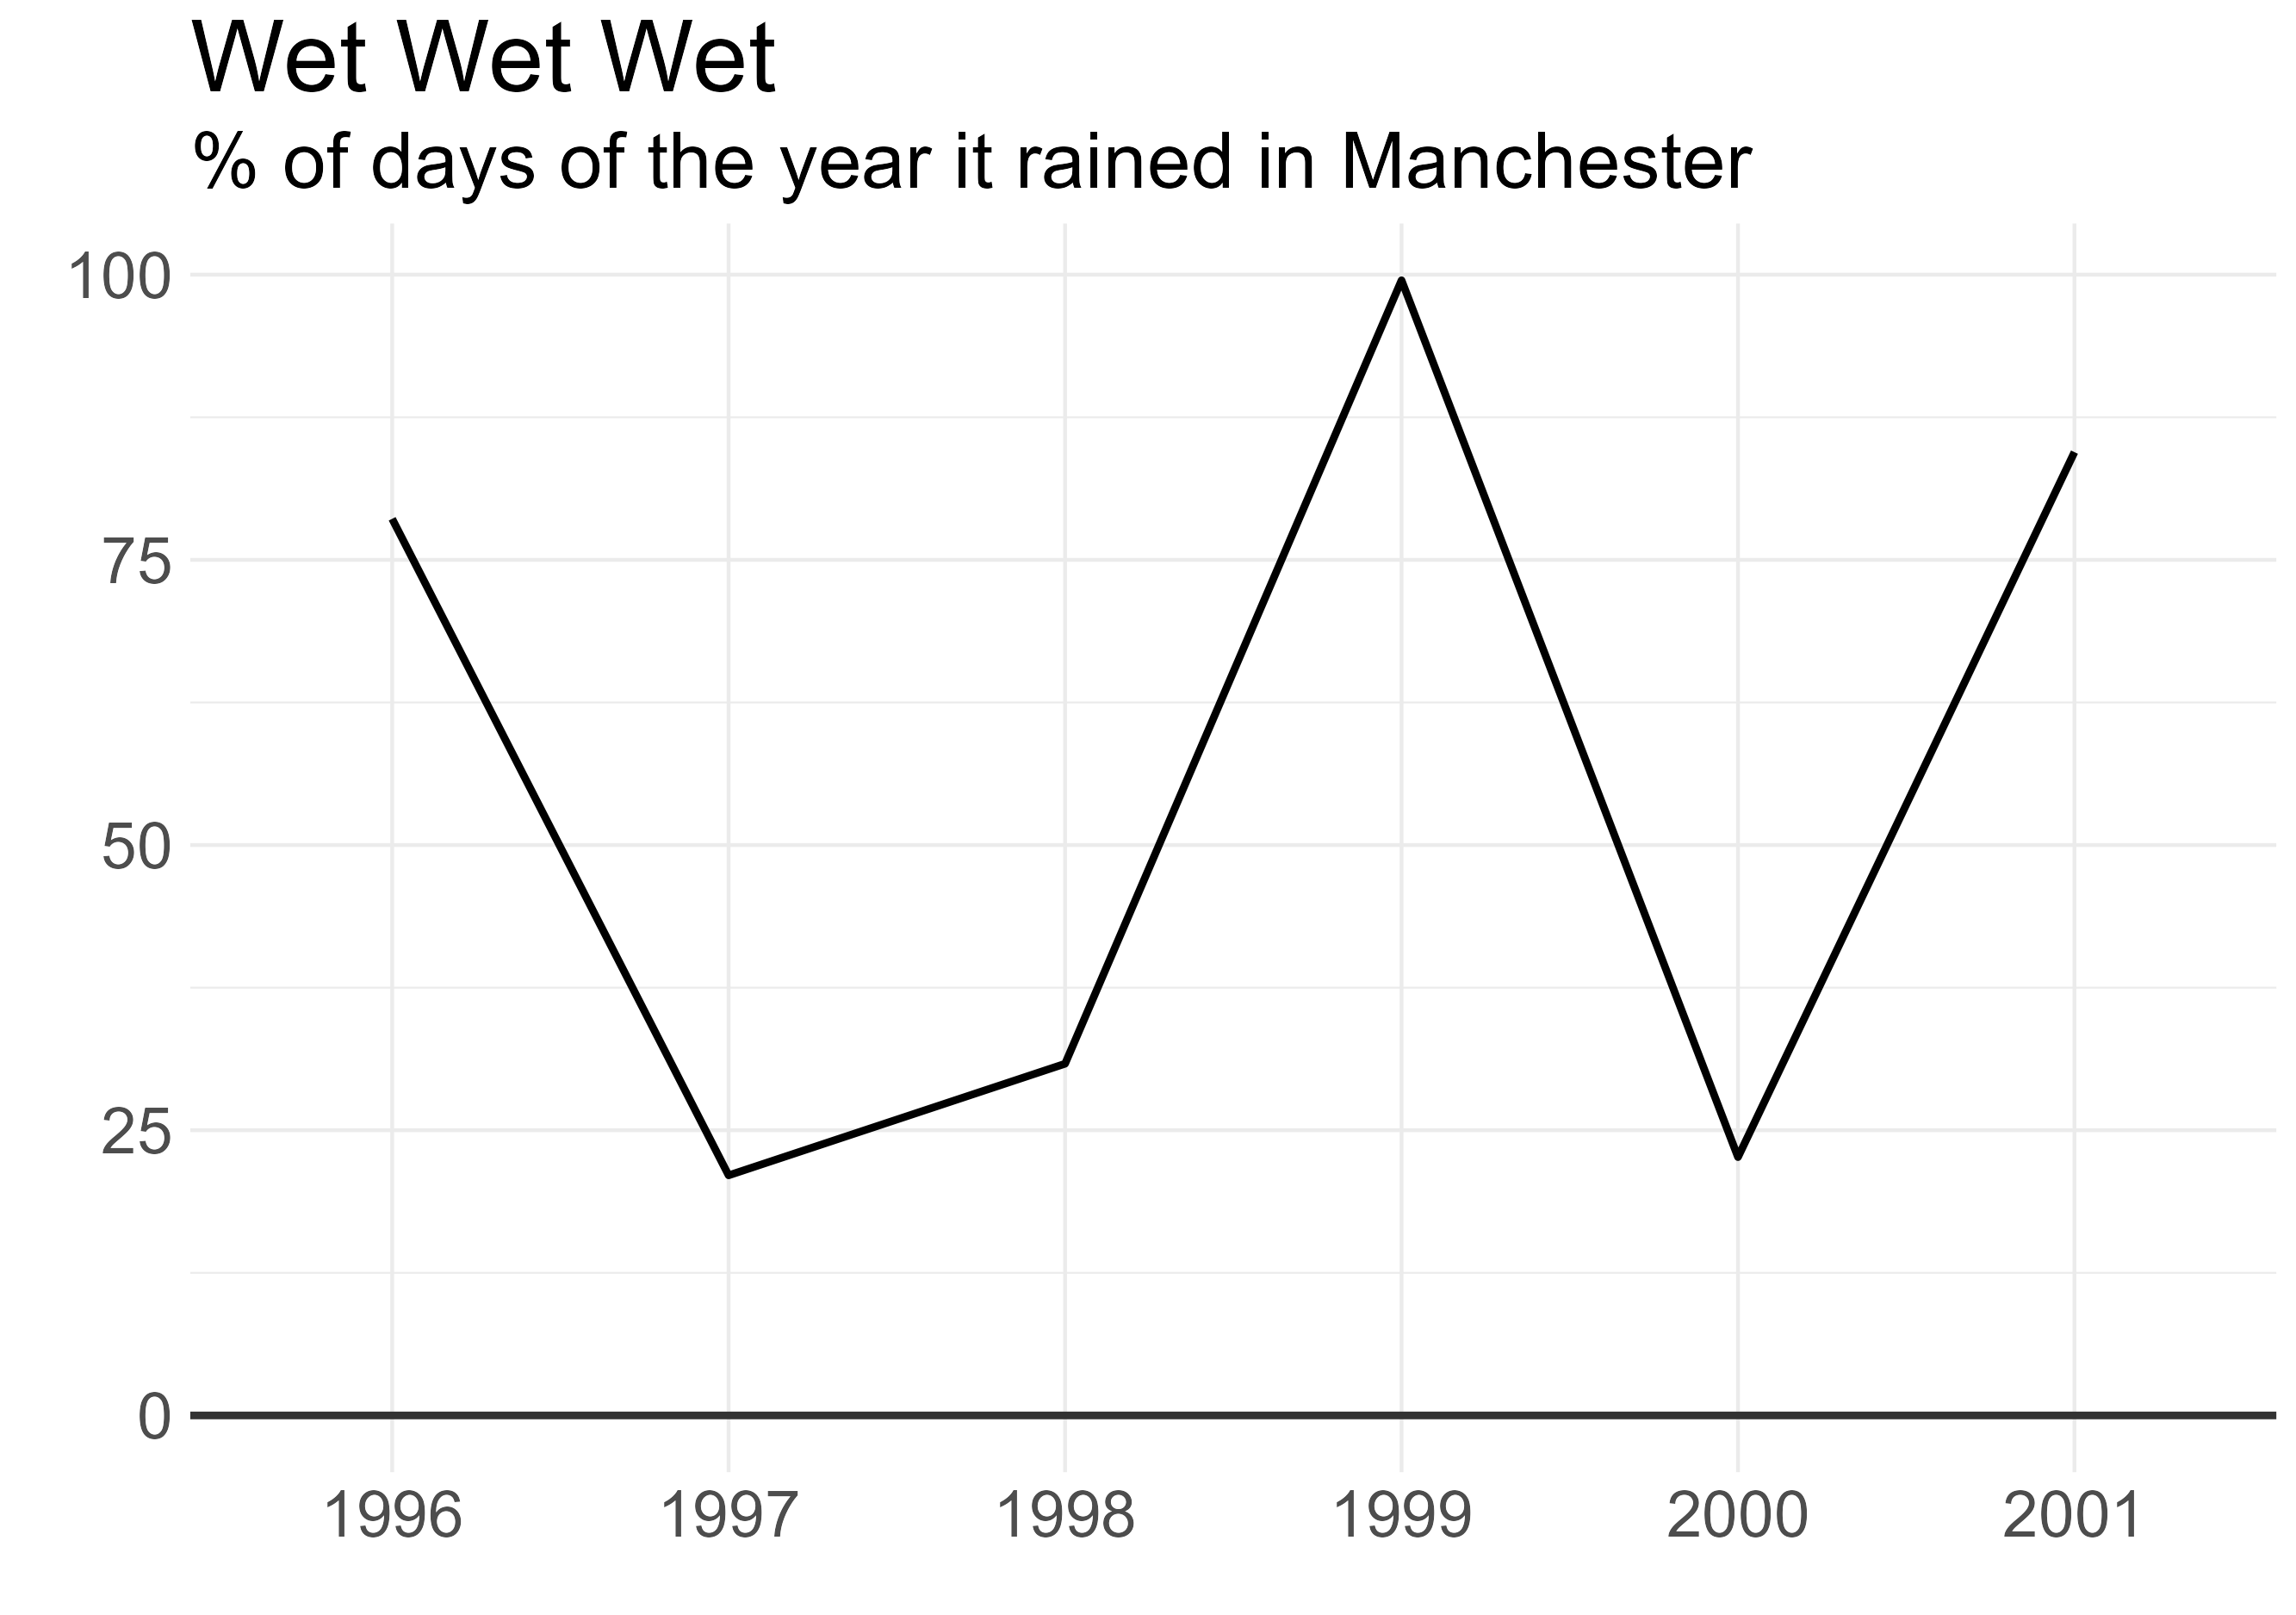 Wet Wet Wet
% of days of the year it rained in Manchester
100
75
50
25
0
1996 1997 1998 1999 2000 2001